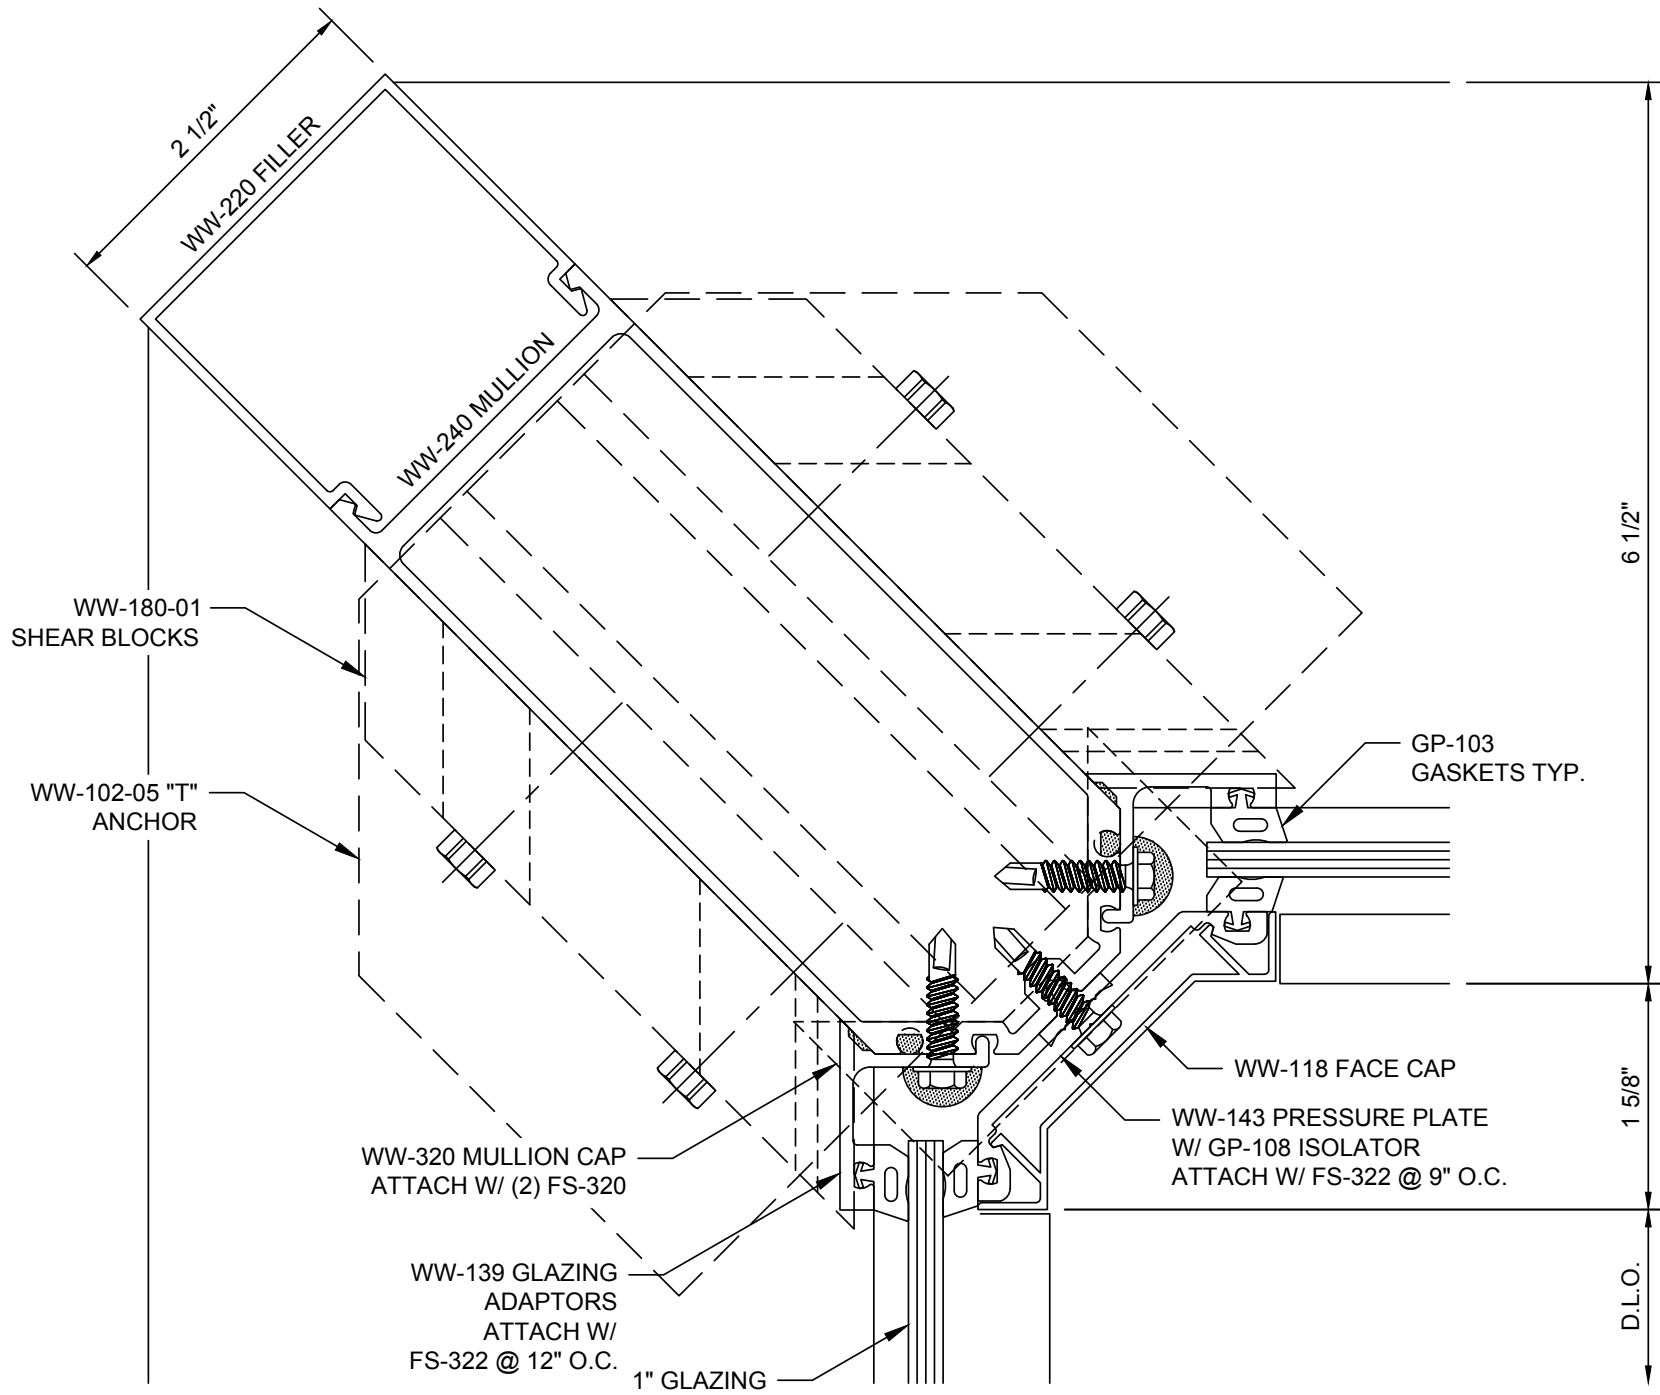 2 1/2"
WW-220 FILLER
WW-240 MULLION
6 1/2"
WW-180-01
SHEAR BLOCKS
WW-102-05 "T"
ANCHOR
GP-103
GASKETS TYP.
WW-118 FACE CAP
WW-143 PRESSURE PLATE
W/ GP-108 ISOLATOR
ATTACH W/ FS-322 @ 9" O.C.
1 5/8"
WW-320 MULLION CAP
ATTACH W/ (2) FS-320
WW-139 GLAZING
ADAPTORS
ATTACH W/
FS-322 @ 12" O.C.
1" GLAZING
D.L.O.